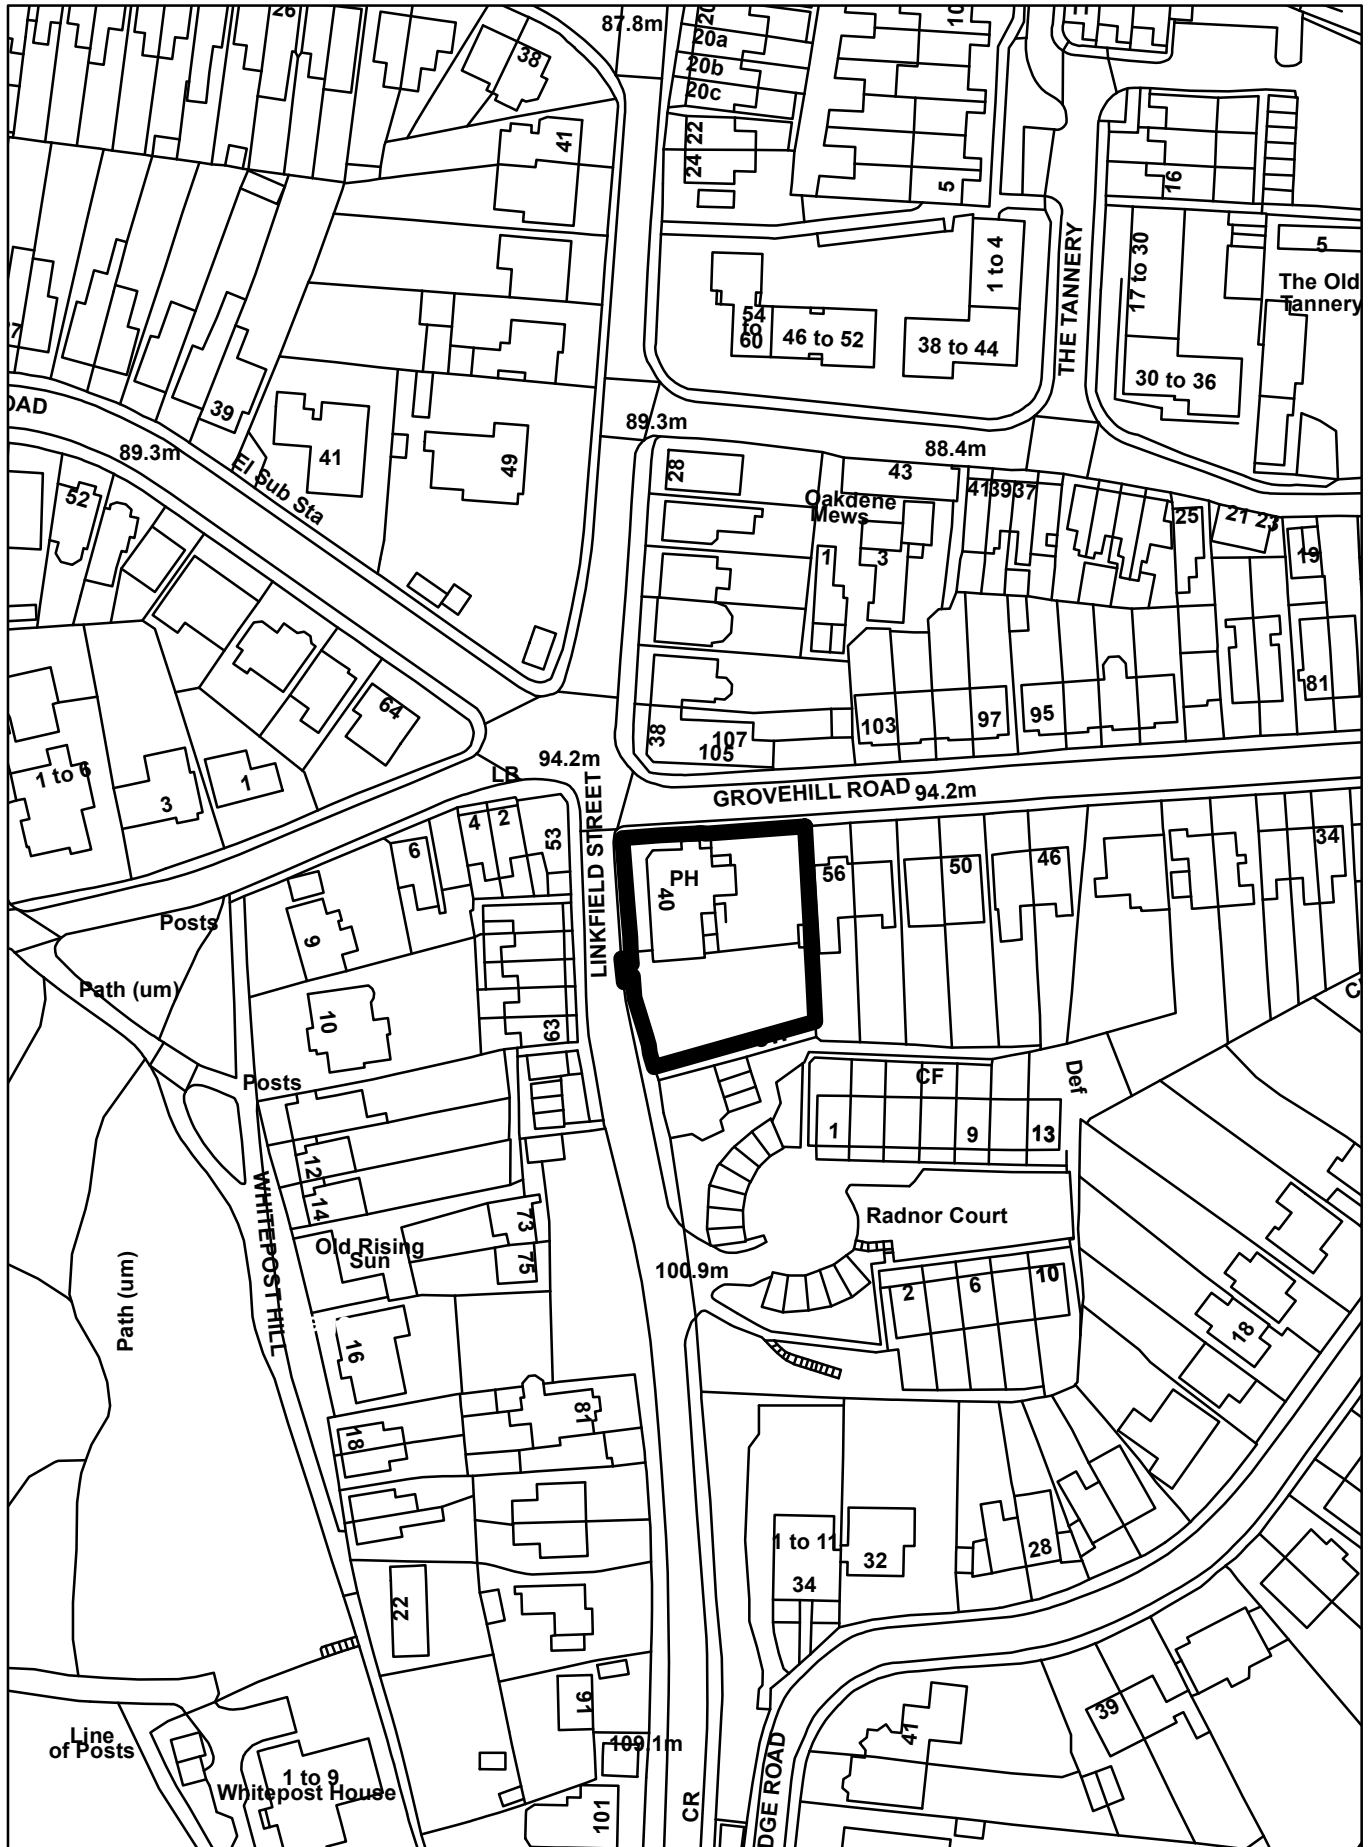 26
38
87.8m
20a
20b
20c
22
24
41
5
16
THE TANNERY
1 to 4
17 to 30
5
The Old
Tannery
54
to
60
46 to 52
38 to 44
30 to 36
OAD
39
89.3m
El Sub Sta
41
49
89.3m
88.4m
28
43
41
39
37
Oakdene
Mews
1
3
25
21
23
19
52
64
81
38
107
105
103
97
95
1 to 6
3
1
LB
94.2m
GROVEHILL ROAD
94.2m
LINKFIELD STREET
4
2
53
6
PH
40
56
50
46
34
Posts
9
Path (um)
10
63
Posts
CF
Def
1
9
13
12
14
WHITEPOST HILL
Old Rising
Sun
73
75
Radnor Court
100.9m
2
6
10
Path (um)
16
18
18
81
1 to 11
34
32
28
22
91
39
41
Line
of Posts
109.1m
1 to 9
Whitepost House
101
CR
DGE ROAD